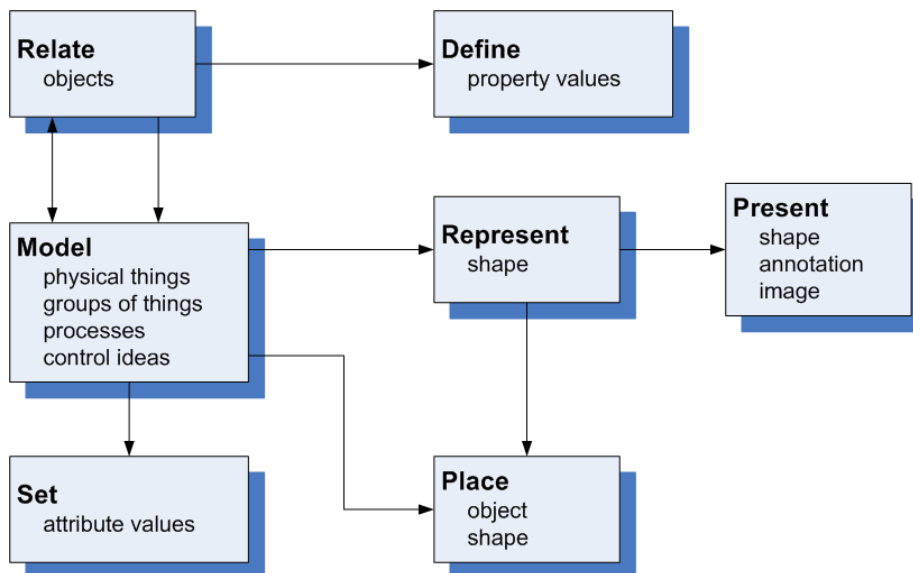 Relate
objects
Define
property values
Model
physical things
groups of things
processes
control ideas
Represent
shape
Present
shape
annotation
image
Set
attribute values
Place
object
shape